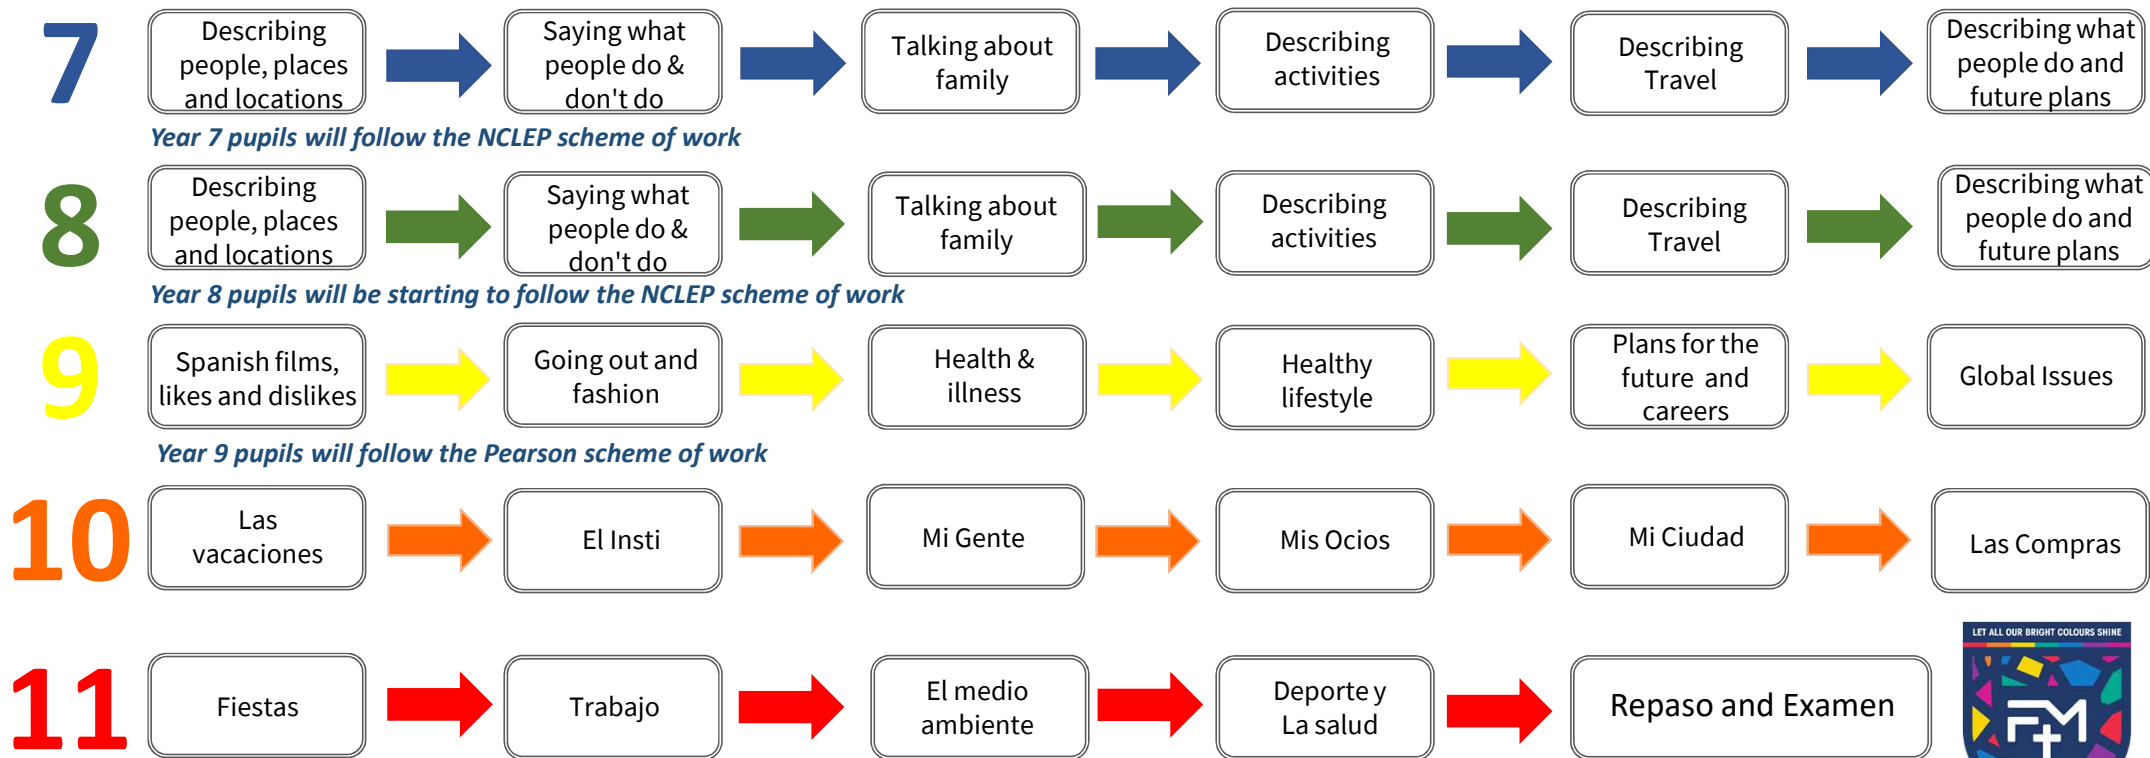 7
Describing
people, places
and locations
Saying what
people do &
don't do
Talking about
family
Describing
activities
Describing
Travel
Describing what
people do and
future plans
Year 7 pupils will follow the NCLEP scheme of work
8
Describing
people, places
and locations
Saying what
people do &
don't do
Talking about
family
Describing
activities
Describing
Travel
Describing what
people do and
future plans
Year 8 pupils will be starting to follow the NCLEP scheme of work
9
Spanish films,
likes and dislikes
Going out and
fashion
Health &
illness
Healthy
lifestyle
Plans for the
future and
careers
Global Issues
Year 9 pupils will follow the Pearson scheme of work
10
Las
vacaciones
El Insti
Mi Gente
Mis Ocios
Mi Ciudad
Las Compras
11
Fiestas
Trabajo
El medio
ambiente
Deporte y
La salud
Repaso and Examen
LET ALL OUR BRIGHT COLOURS SHINE
FM